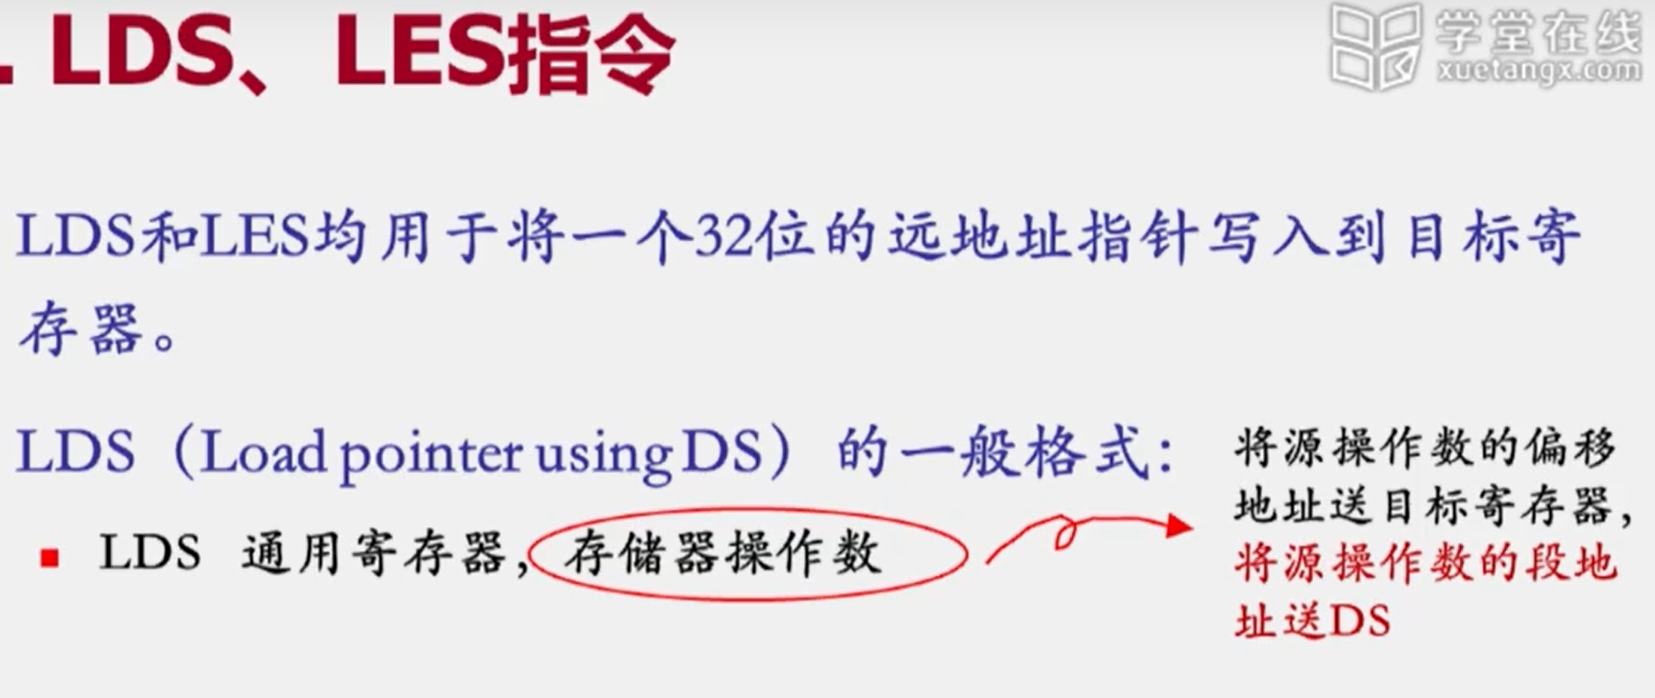 . LDS、LES指令
学堂在线
xuetangx.com
LDS和LES均用于将一个32位的远地址指针写入到目标寄
存器。
LDS（Load pointer using DS）的一般格式：
■ LDS 通用寄存器,存储器操作数
将源操作数的偏移
地址送目标寄存器,
将源操作数的段地
址送DS